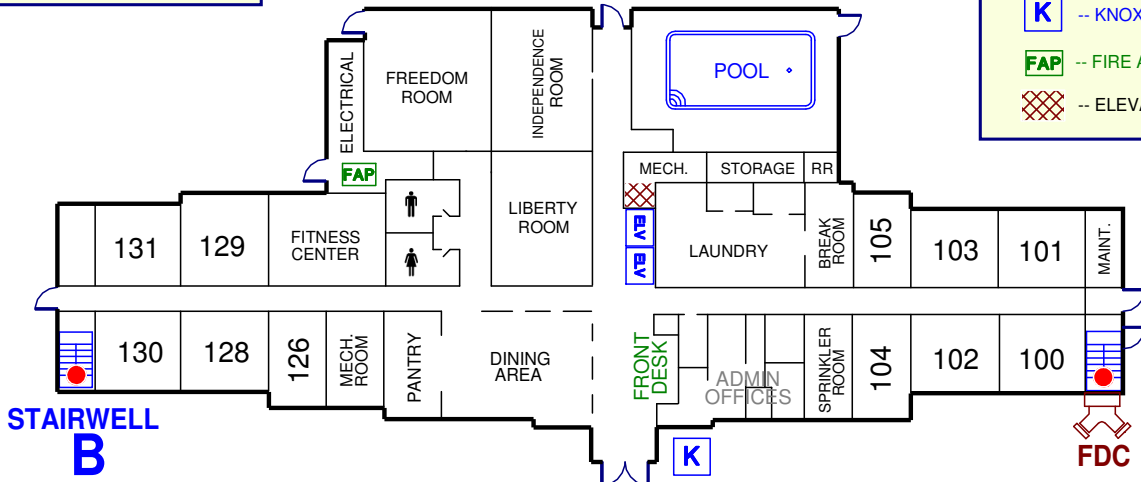 K -- KNOX
FAP -- FIRE A
-- ELEVA
ELECTRICAL
FREEDOM
ROOM
INDEPENDENCE
ROOM
POOL
FAP
MECH.
STORAGE
RR
LIBERTY
ROOM
ELV
ELV
LAUNDRY
BREAK
ROOM
131
129
FITNESS
CENTER
105
103
101
MAINT.
130
128
126
MECH.
ROOM
PANTRY
DINING
AREA
FRONT
DESK
ADMIN
OFFICES
SPRINKLER
ROOM
104
102
100
STAIRWELL
B
K
FDC